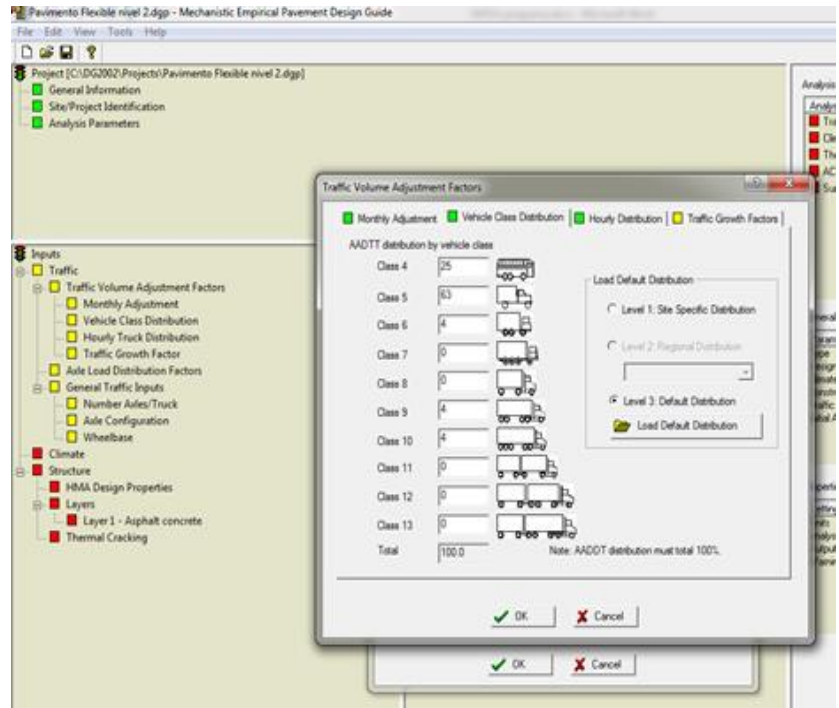 Pavimento Flexible nivel 2.dgp - Mechanistic Empirical Pavement Design Guide
File Edit View Tools Help
Project [C:\DG2002\Projects\Pavimento Flexible nivel 2.dgp]
General Information
Site/Project Identification
Analysis Parameters
Analysis
Inputs
Traffic
Traffic Volume Adjustment Factors
Monthly Adjustment
Vehicle Class Distribution
Hourly Truck Distribution
Traffic Growth Factor
Axle Load Distribution Factors
General Traffic Inputs
Number Axles/Truck
Axle Configuration
Wheelbase
Climate
Structure
HMA Design Properties
Layers
Layer 1 - Asphalt concrete
Thermal Cracking
Traffic Volume Adjustment Factors
Monthly Adjustment Vehicle Class Distribution Hourly Distribution Traffic Growth Factors
AADTT distribution by vehicle class
Class 4 25
Class 5 63
Class 6 4
Class 7 0
Class 8 0
Class 9 4
Class 10 4
Class 11 0
Class 12 0
Class 13 0
Total 100.0
Note: AADDT distribution must total 100%.
Load Default Distribution
Level 1: Site Specific Distribution
Level 2: Regional Distribution
Level 3: Default Distribution
Load Default Distribution
OK Cancel
OK Cancel